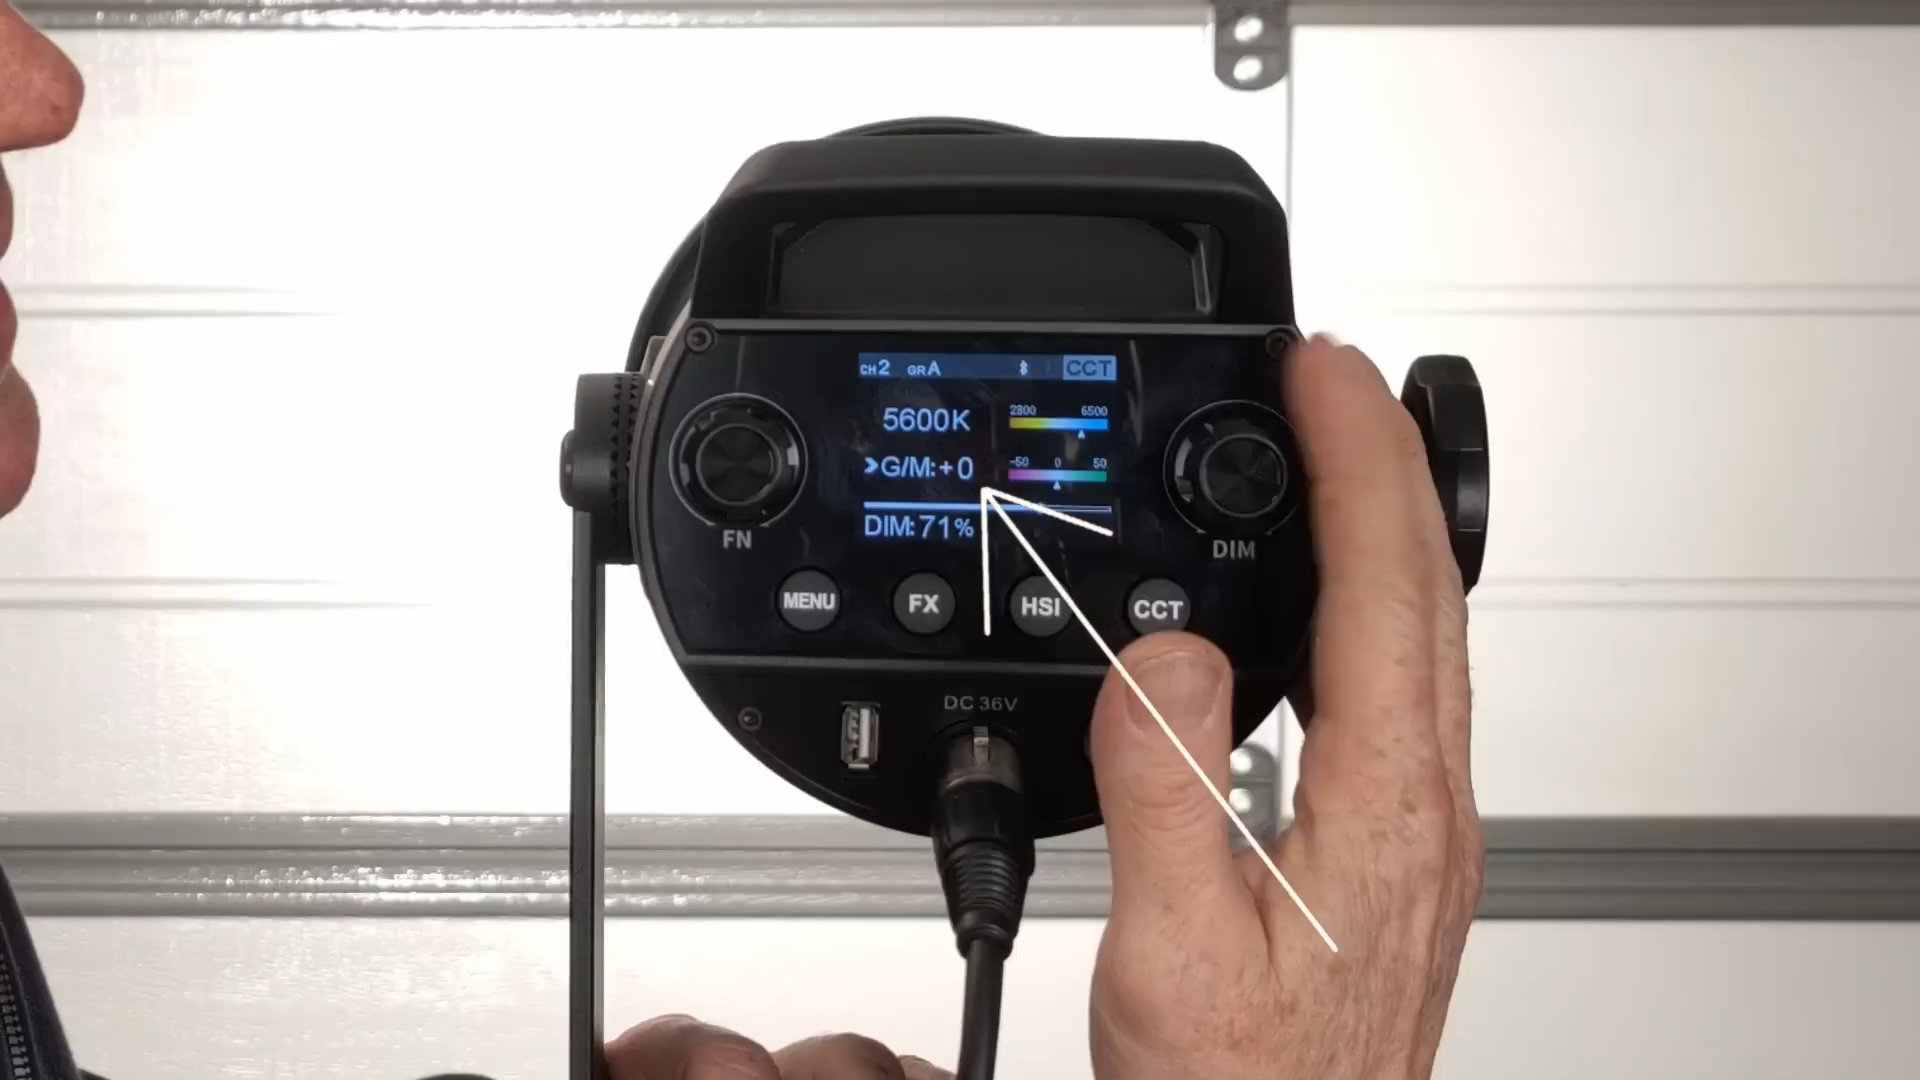 CH2 GRA CCT
5600K
2800 6500
>G/M:+0
-50 0 50
DIM:71%
FN
DIM
MENU FX HSI CCT
DC 36V